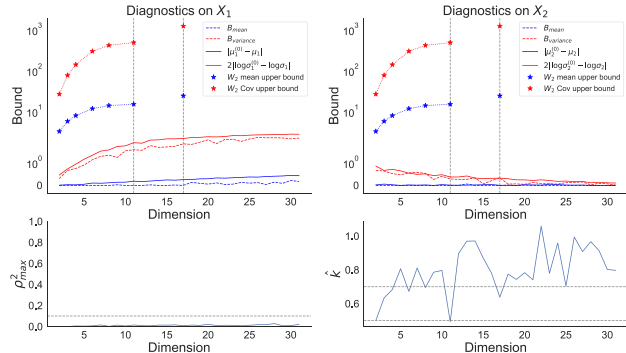 Diagnostics on X₁
Bound
10³
10²
10¹
10⁰
0
B_mean
B_variance
|μ₁⁽⁰⁾ − μ₁|
2|logσ₁⁽⁰⁾ − logσ₁|
W₂ mean upper bound
W₂ Cov upper bound
5 10 15 20 25 30
Dimension
Diagnostics on X₂
Bound
10³
10²
10¹
10⁰
0
B_mean
B_variance
|μ₂⁽⁰⁾ − μ₂|
2|logσ₂⁽⁰⁾ − logσ₂|
W₂ mean upper bound
W₂ Cov upper bound
5 10 15 20 25 30
Dimension
ρ²_max
1.0
0.8
0.6
0.4
0.2
0.0
5 10 15 20 25 30
Dimension
k̂
1.0
0.8
0.6
5 10 15 20 25 30
Dimension